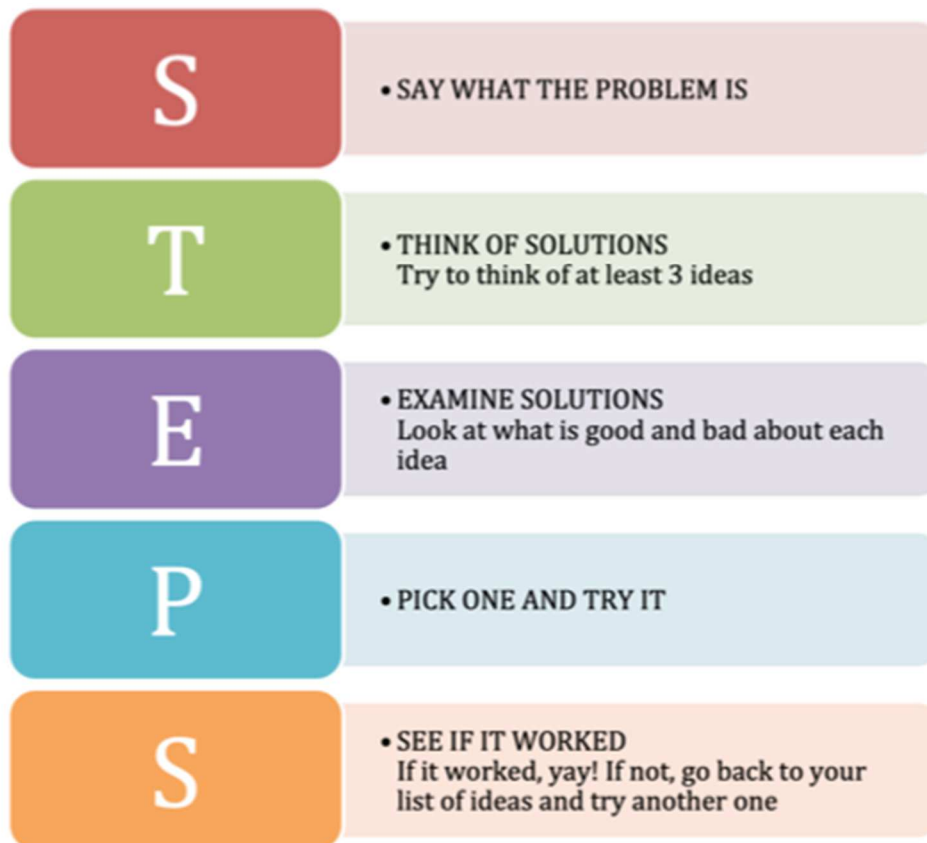 S
• SAY WHAT THE PROBLEM IS
T
• THINK OF SOLUTIONS
Try to think of at least 3 ideas
E
• EXAMINE SOLUTIONS
Look at what is good and bad about each
idea
P
• PICK ONE AND TRY IT
S
• SEE IF IT WORKED
If it worked, yay! If not, go back to your
list of ideas and try another one